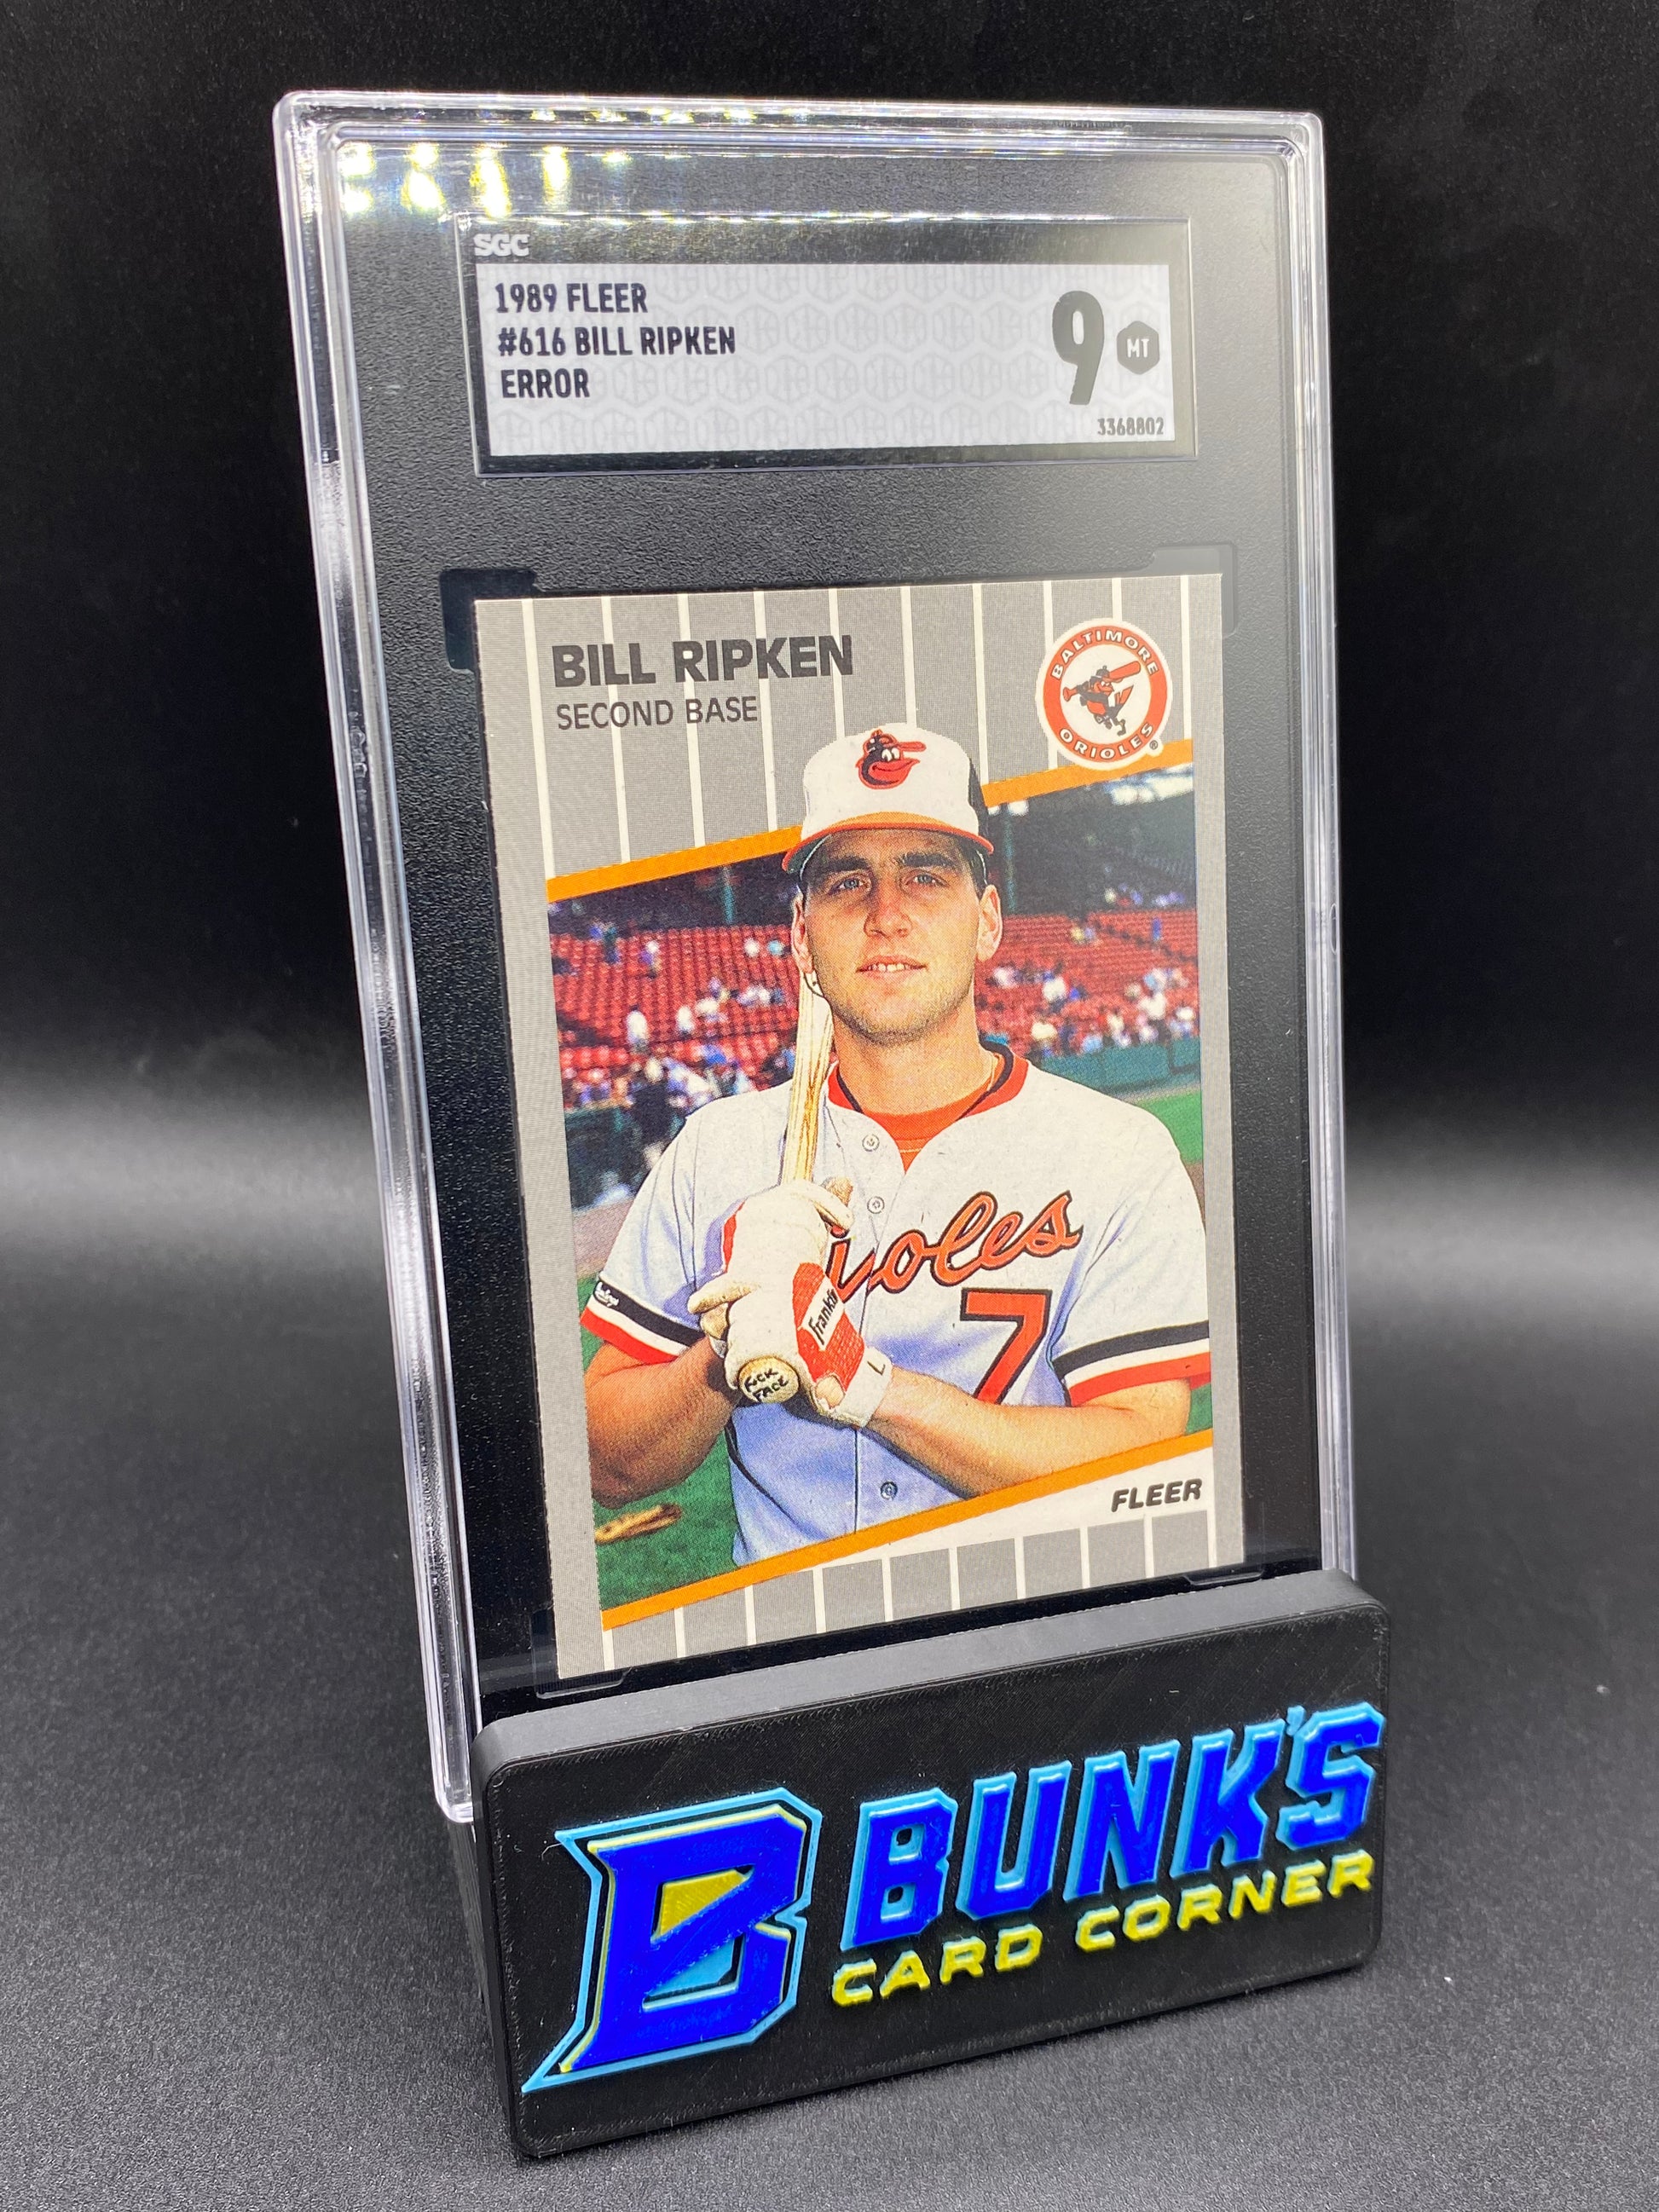 SGC
1989 FLEER
#616 BILL RIPKEN
ERROR
9
MT
3368802
BILL RIPKEN
SECOND BASE
BALTIMORE
ORIOLES
®
ioles
7
Franklin
L
FUCK
FACE
FLEER
B
BUNK'S
CARD CORNER